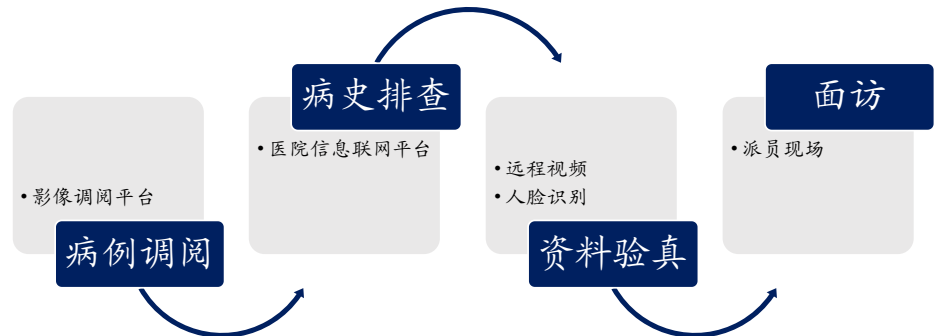 • 影像调阅平台
病例调阅
病史排查
• 医院信息联网平台
• 远程视频
• 人脸识别
资料验真
面访
• 派员现场